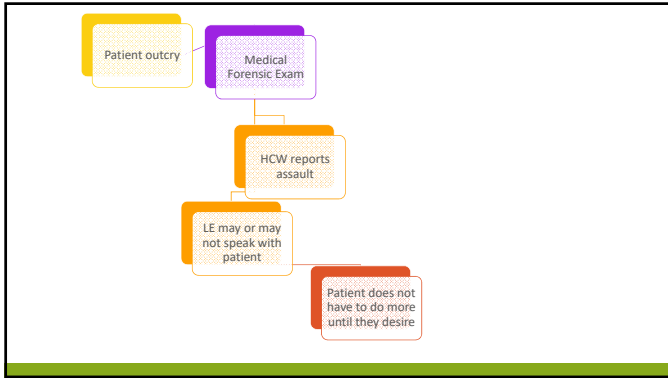 Patient outcry
Medical
Forensic Exam
HCW reports
assault
LE may or may
not speak with
patient
Patient does not
have to do more
until they desire